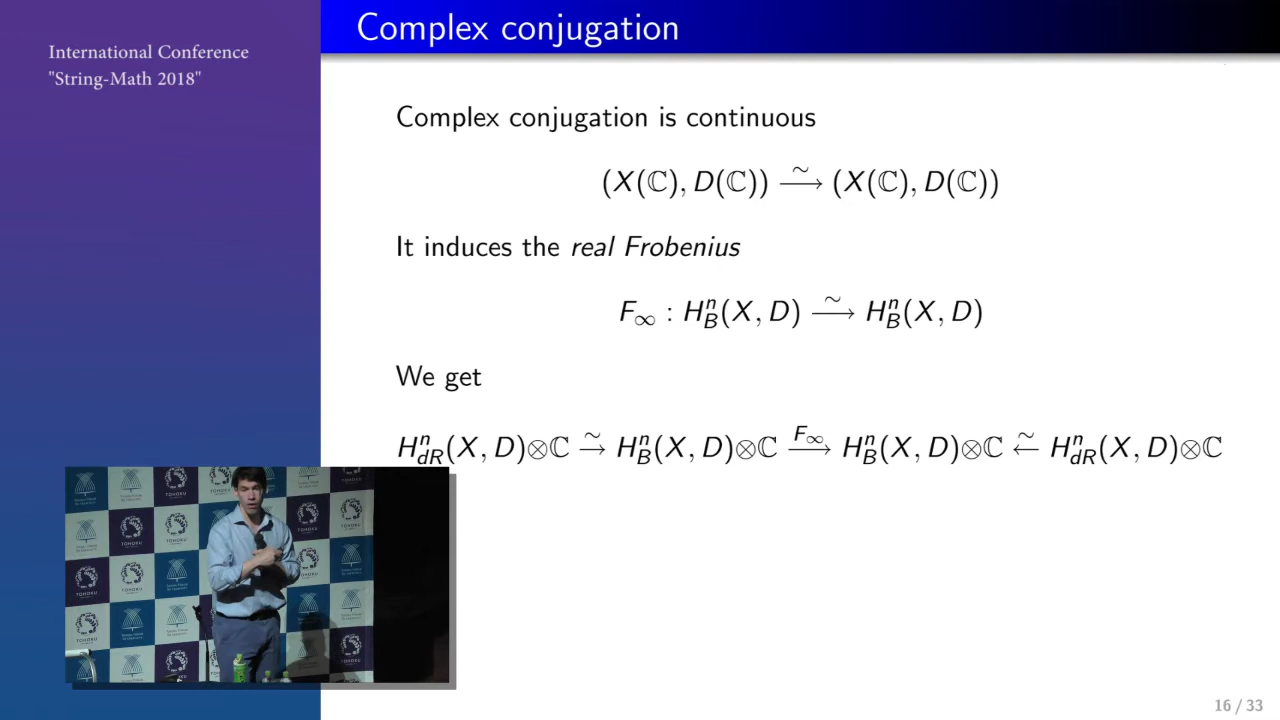 International Conference
"String-Math 2018"
Complex conjugation
Complex conjugation is continuous
(X(ℂ), D(ℂ)) ⟶̃ (X(ℂ), D(ℂ))
It induces the real Frobenius
F∞ : Hⁿ_B(X, D) ⟶̃ Hⁿ_B(X, D)
We get
Hⁿ_dR(X, D)⊗ℂ →̃ Hⁿ_B(X, D)⊗ℂ ⟶^{F∞} Hⁿ_B(X, D)⊗ℂ ←̃ Hⁿ_dR(X, D)⊗ℂ
TOHOKU
16 / 33